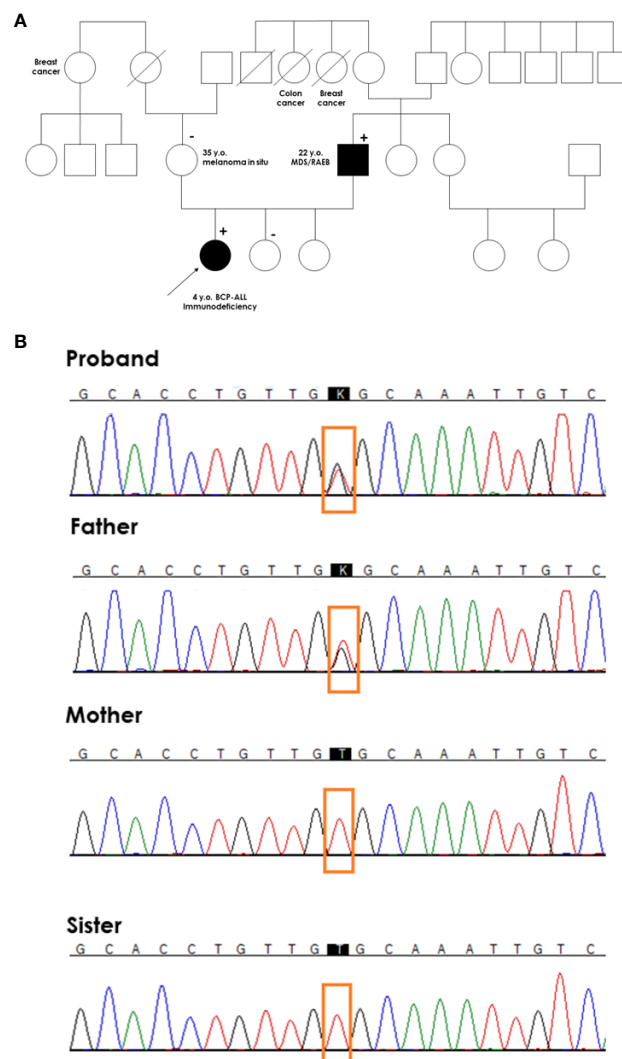 A
Breast
cancer
Colon
cancer
Breast
cancer
-
35 y.o.
melanoma in situ
22 y.o.
MDS/RAEB
+
+
-
4 y.o. BCP-ALL
Immunodeficiency
B
Proband
G C A C C T G T T G K G C A A A T T G T C
Father
G C A C C T G T T G K G C A A A T T G T C
Mother
G C A C C T G T T G T G C A A A T T G T C
Sister
G C A C C T G T T G T G C A A A T T G T C